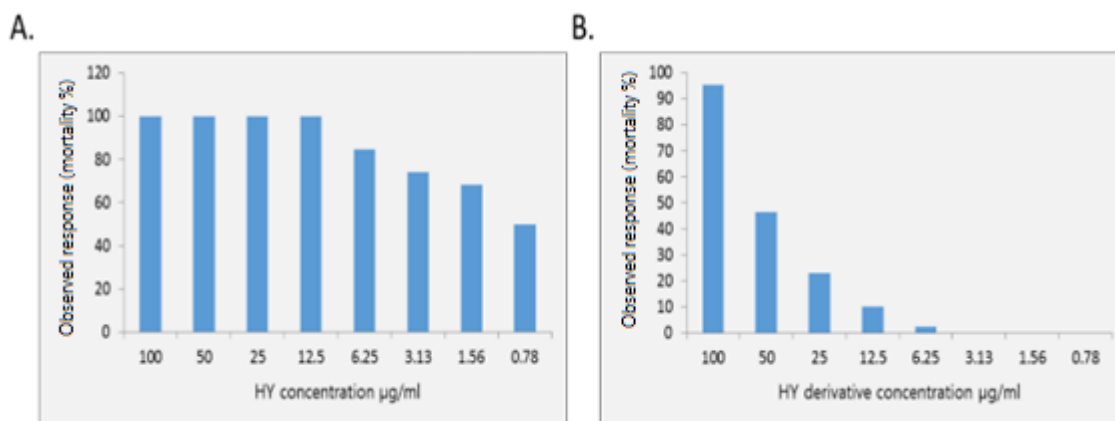 A.
Observed response (mortality %)
120
100
80
60
40
20
0
100 50 25 12.5 6.25 3.13 1.56 0.78
HY concentration µg/ml
B.
Observed response (mortality %)
100
90
80
70
60
50
40
30
20
10
0
100 50 25 12.5 6.25 3.13 1.56 0.78
HY derivative concentration µg/ml